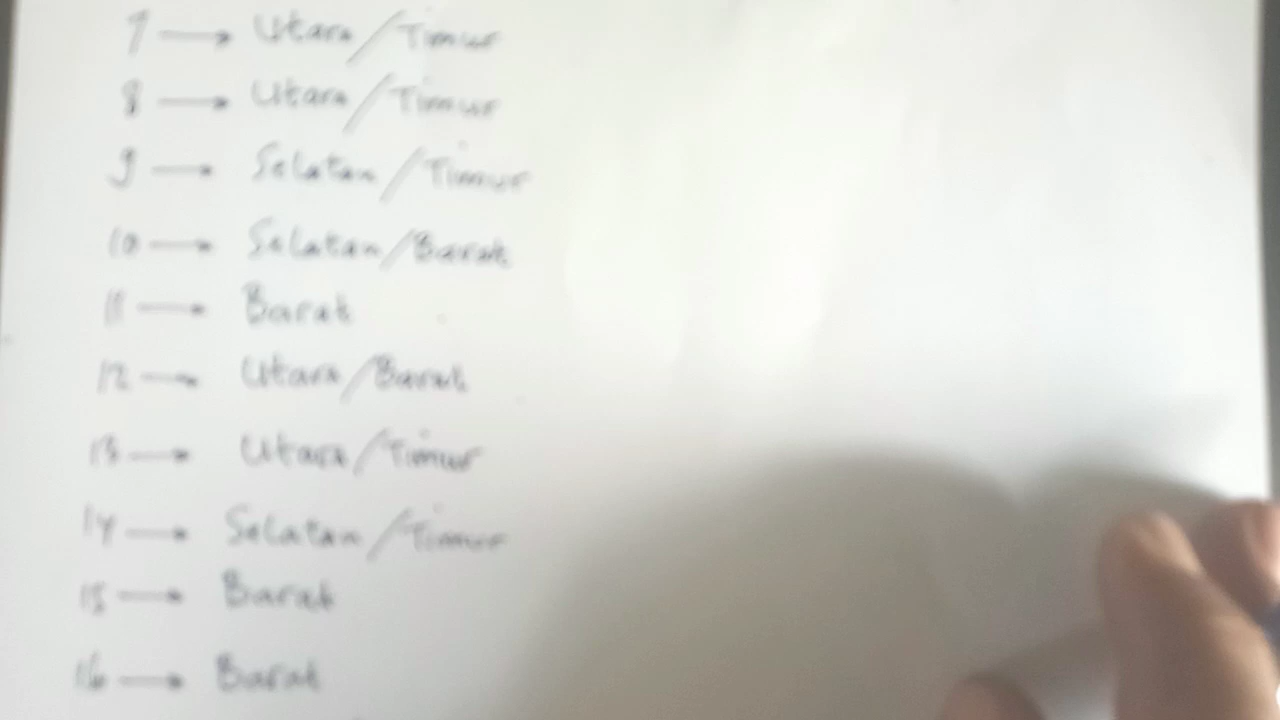 7 → Utara/Timur
8 → Utara/Timur
9 → Selatan/Timur
10 → Selatan/Barat
11 → Barat
12 → Utara/Barat
13 → Utara/Timur
14 → Selatan/Timur
15 → Barat
16 → Barat